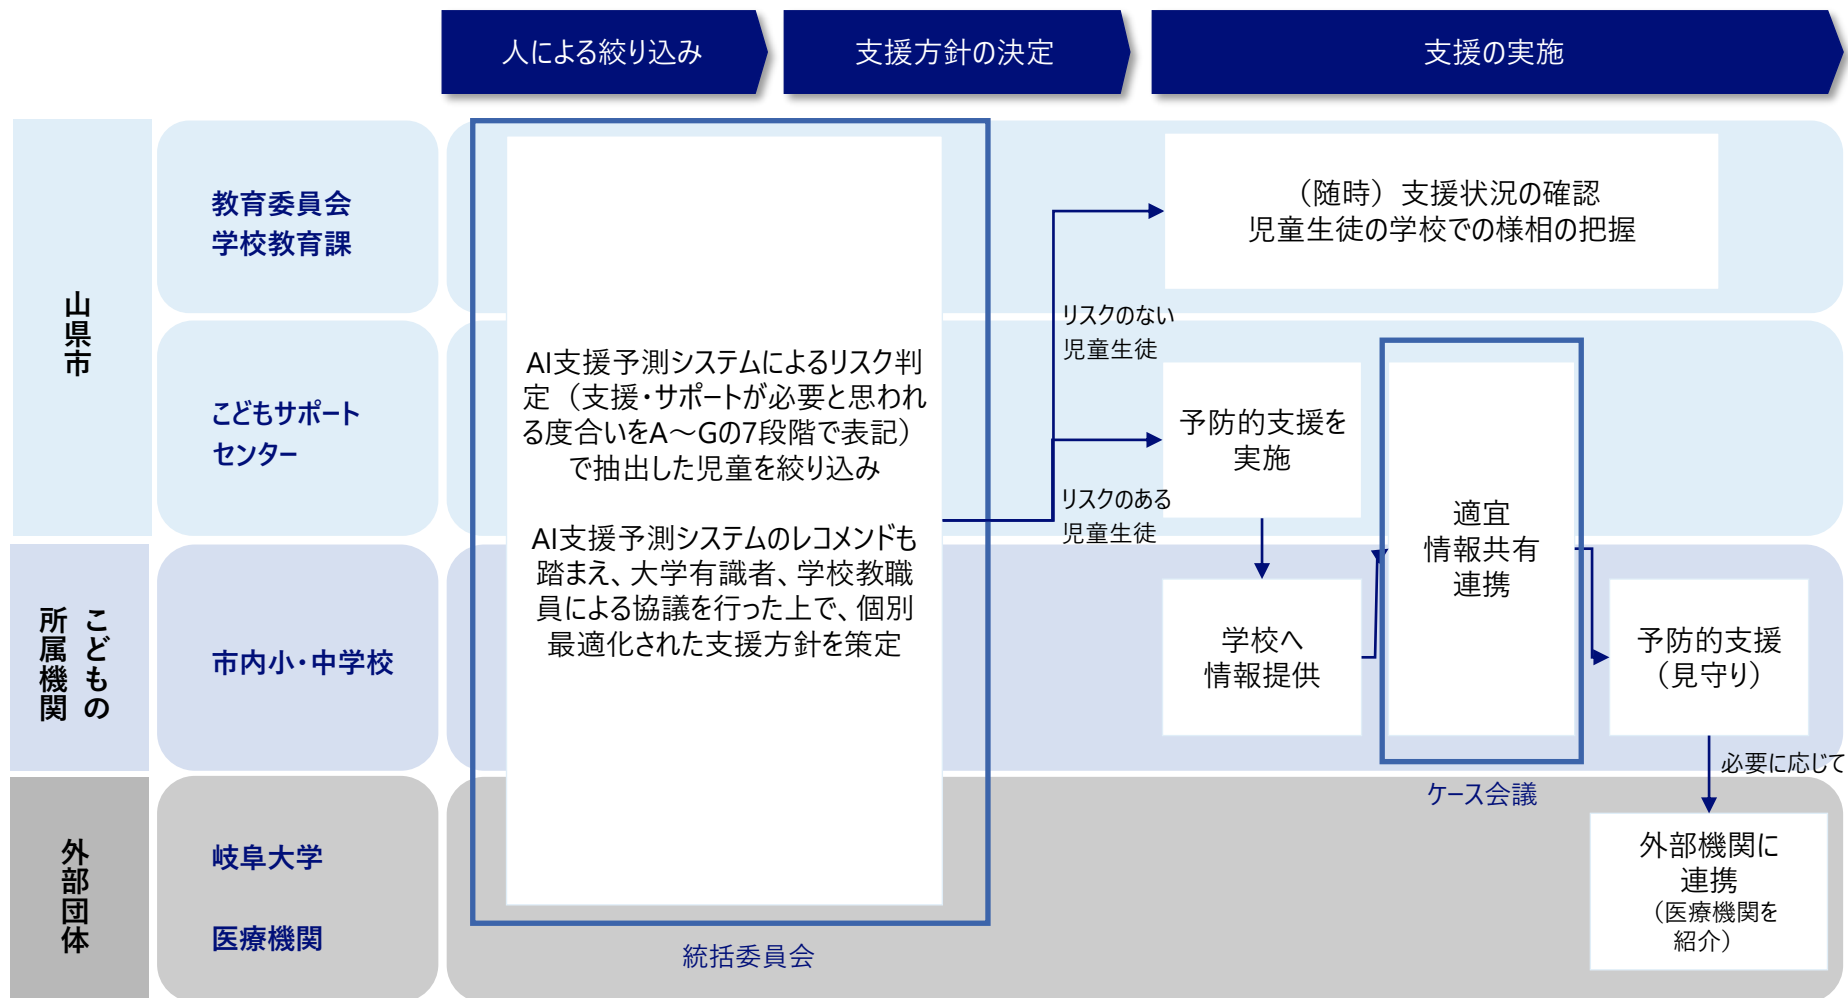 人による絞り込み
支援方針の決定
支援の実施
山県市
教育委員会
学校教育課
こどもサポート
センター
こどもの
所属機関
市内小・中学校
外部団体
岐阜大学
医療機関
AI支援予測システムによるリスク判
定（支援・サポートが必要と思われ
る度合いをA～Gの7段階で表記）
で抽出した児童を絞り込み
AI支援予測システムのレコメンドも
踏まえ、大学有識者、学校教職
員による協議を行った上で、個別
最適化された支援方針を策定
統括委員会
リスクのない
児童生徒
リスクのある
児童生徒
（随時）支援状況の確認
児童生徒の学校での様相の把握
予防的支援を
実施
学校へ
情報提供
適宜
情報共有
連携
ケース会議
予防的支援
（見守り）
必要に応じて
外部機関に
連携
（医療機関を
紹介）